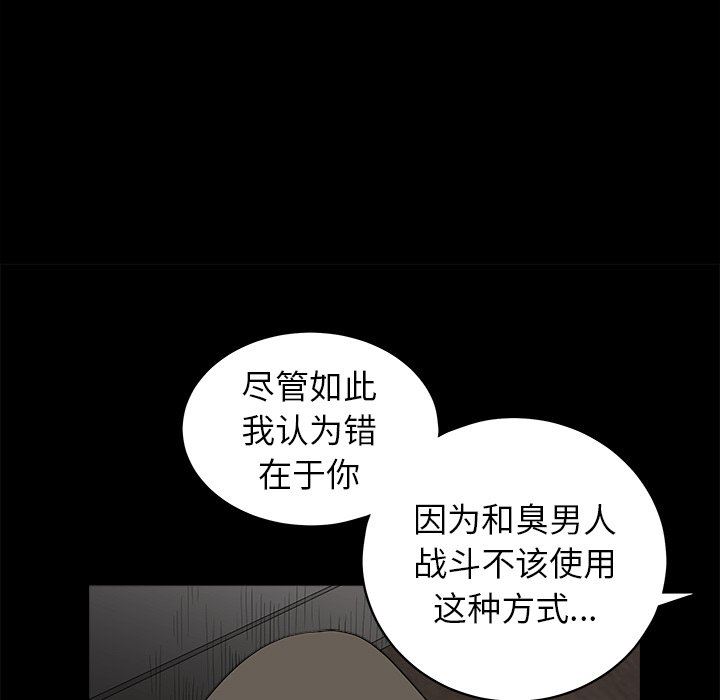 尽管如此
我认为错
在于你
因为和臭男人
战斗不该使用
这种方式...